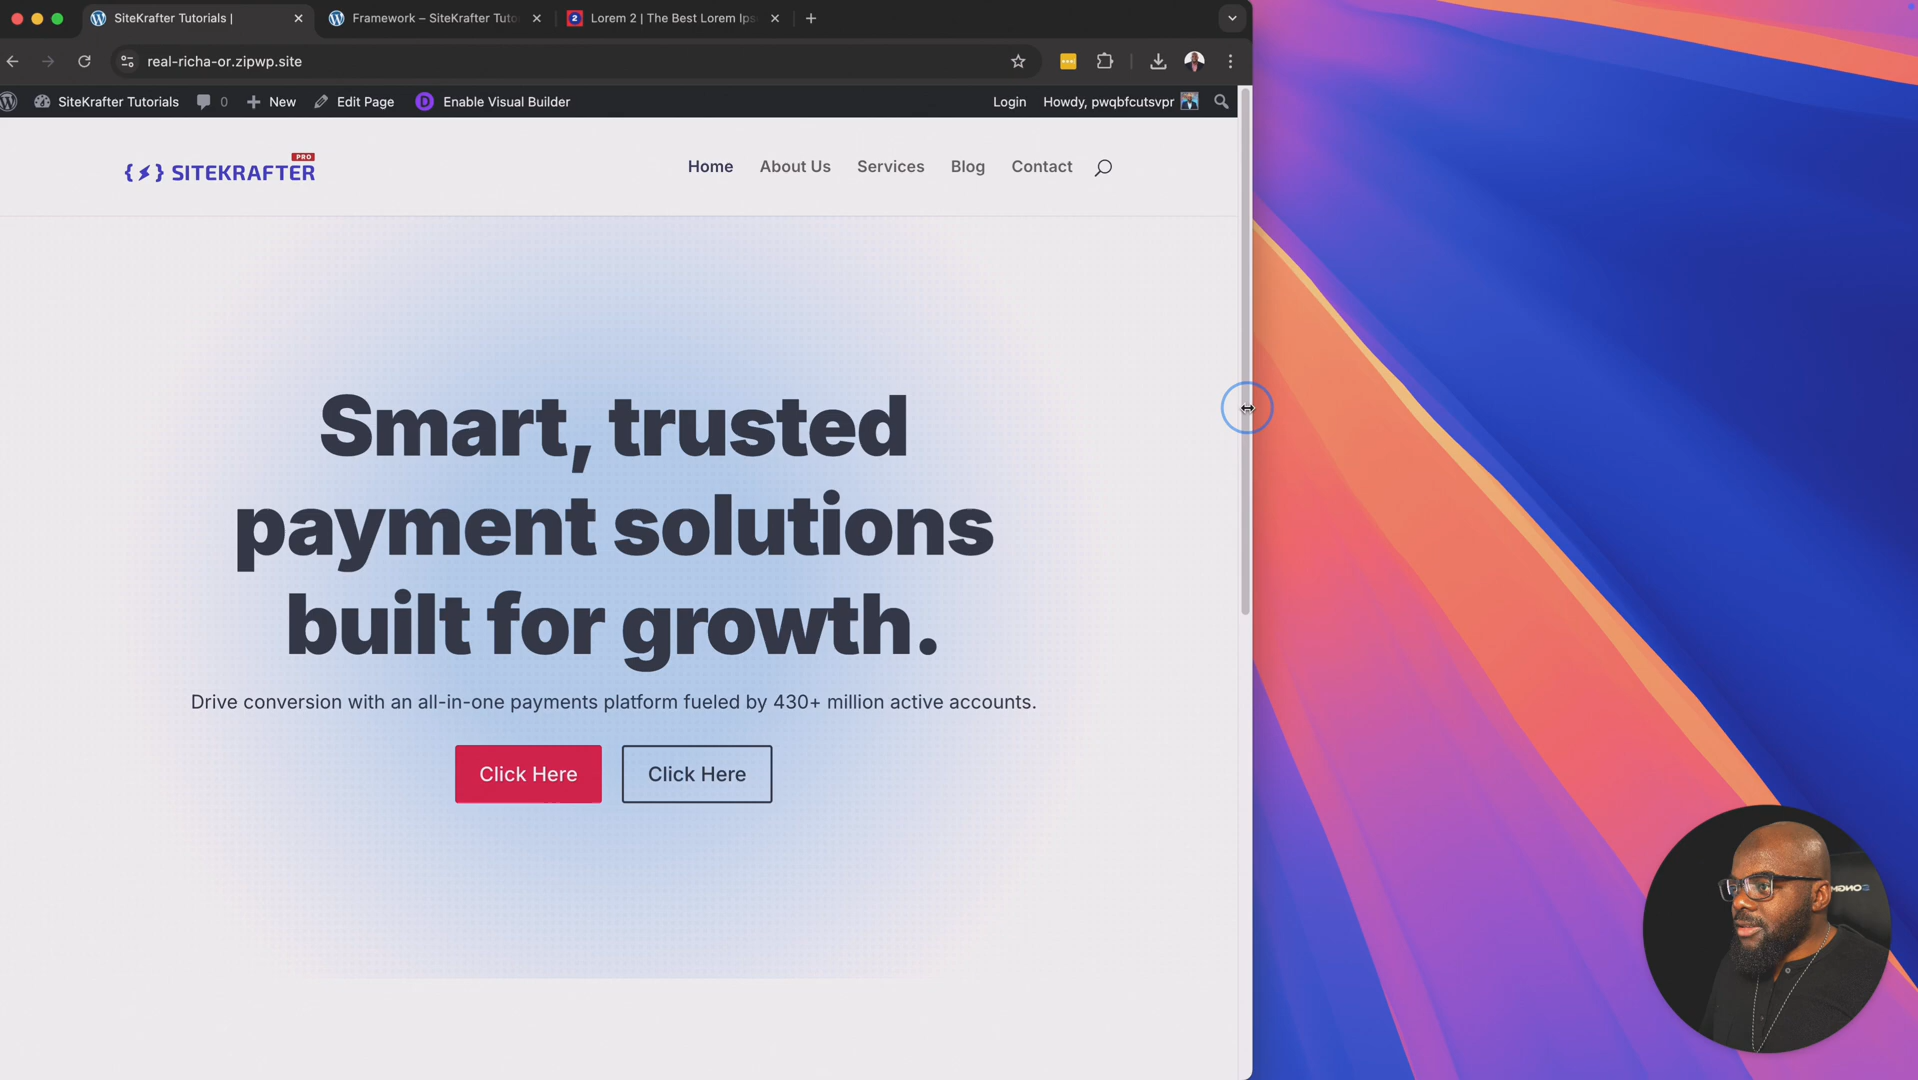 SiteKrafter Tutorials |
Framework – SiteKrafter Tuto
Lorem 2 | The Best Lorem Ips
real-richa-or.zipwp.site
SiteKrafter Tutorials 0 New Edit Page D Enable Visual Builder Login Howdy, pwqbfcutsvpr
{⚡} SITEKRAFTER PRO
Home About Us Services Blog Contact
Smart, trusted
payment solutions
built for growth.
Drive conversion with an all-in-one payments platform fueled by 430+ million active accounts.
Click Here Click Here